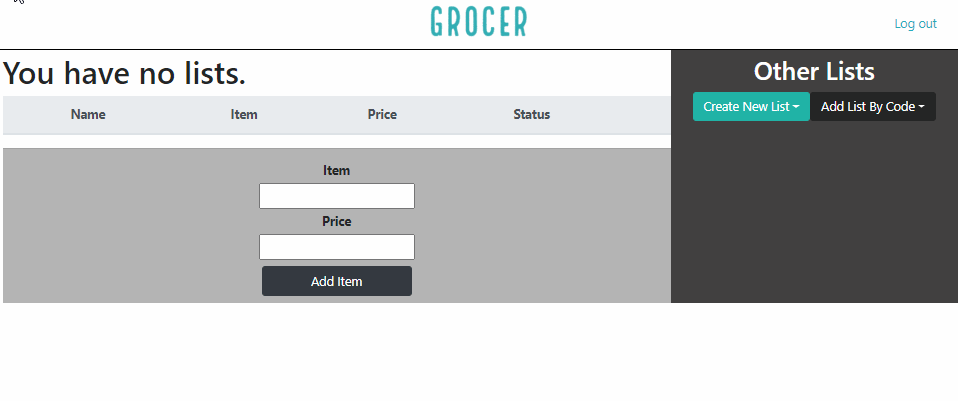 GROCER
Log out
You have no lists.
Name Item Price Status
Item
Price
Add Item
Other Lists
Create New List Add List By Code